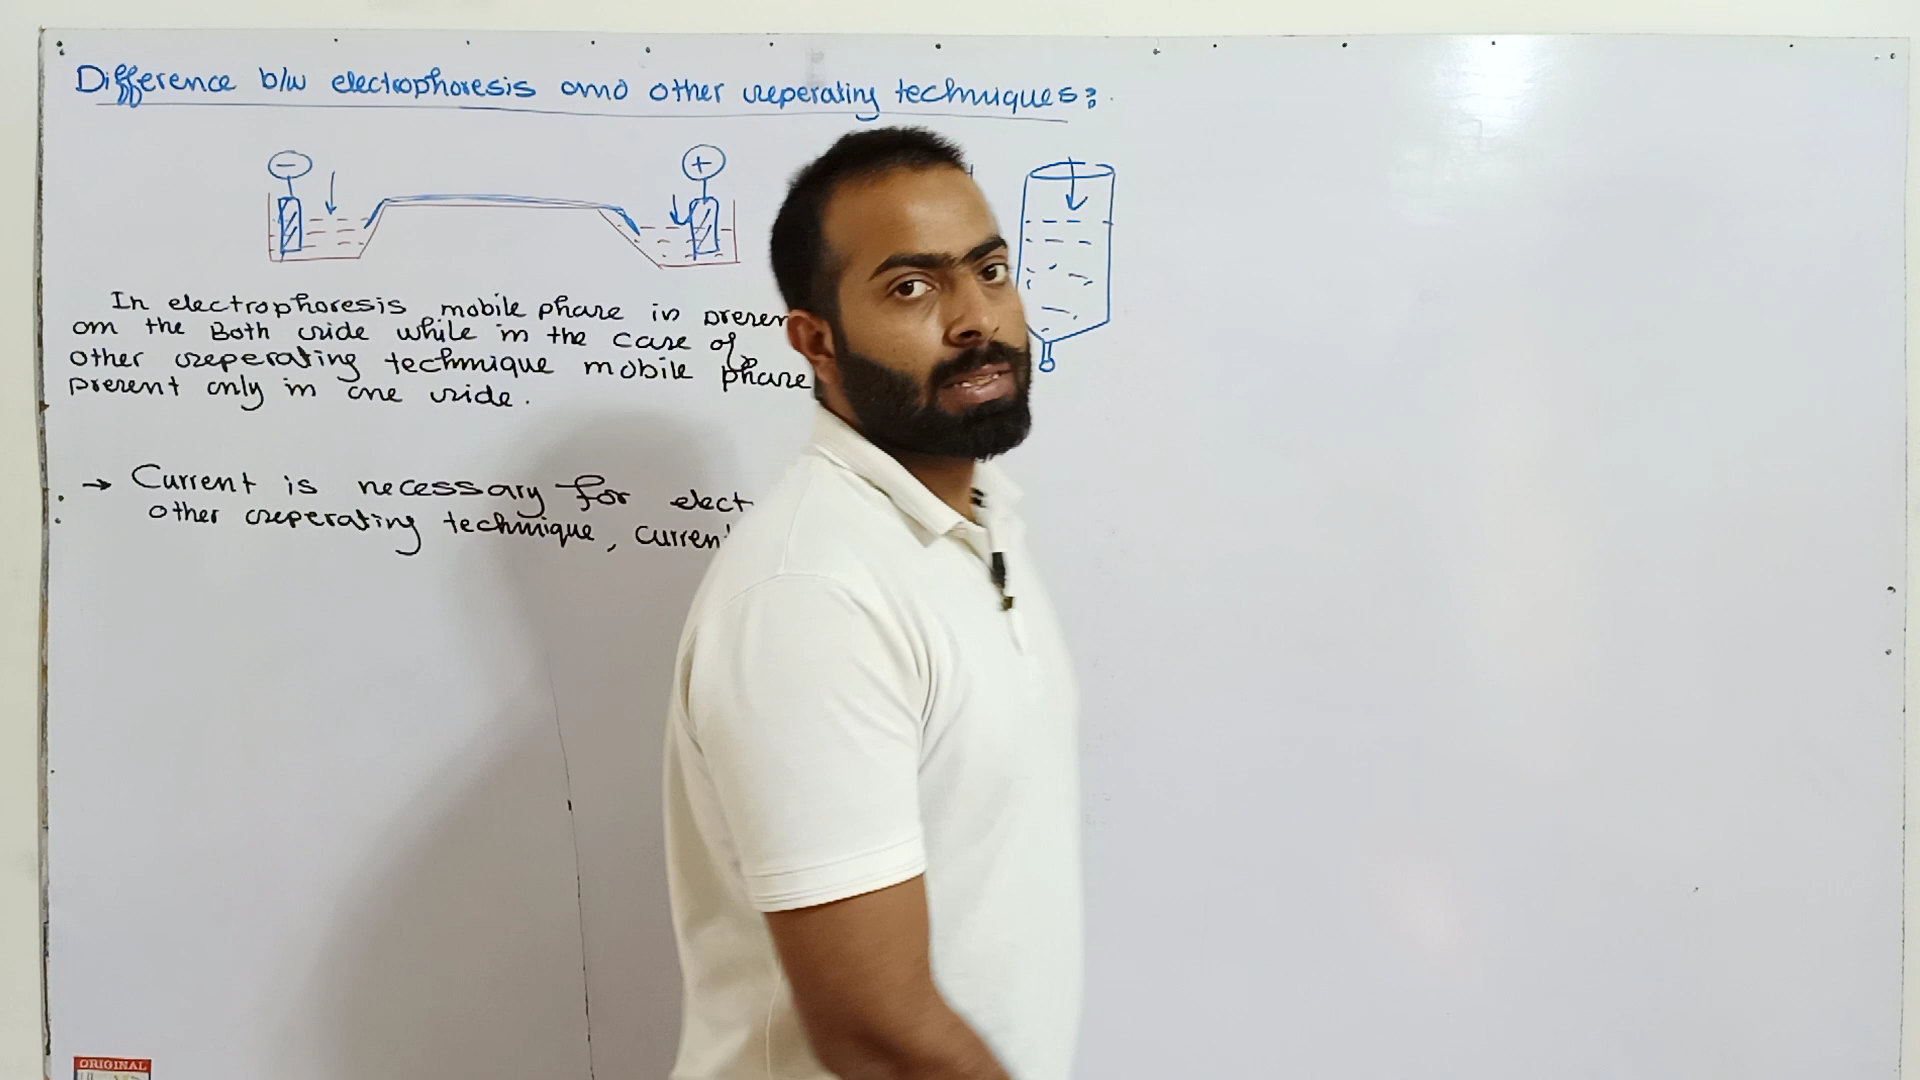 Difference b/w electrophoresis and other seperating techniques:
- +
In electrophoresis mobile phase is presen
on the Both side while in the case of
other seperating technique mobile phase
present only in one side.
→ Current is necessary for elect
other seperating technique, curren
ORIGINAL